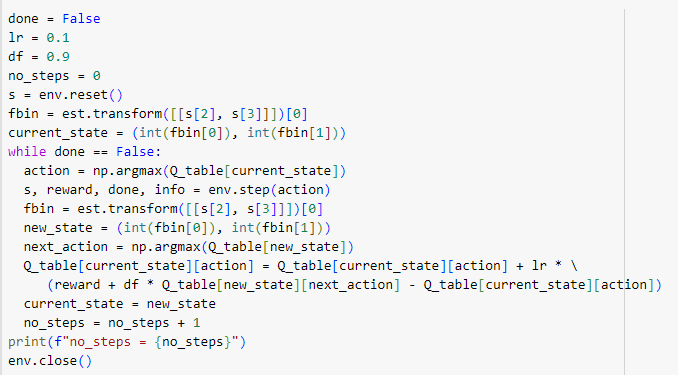 done = False
lr = 0.1
df = 0.9
no_steps = 0
s = env.reset()
fbin = est.transform([[s[2], s[3]]])[0]
current_state = (int(fbin[0]), int(fbin[1]))
while done == False:
  action = np.argmax(Q_table[current_state])
  s, reward, done, info = env.step(action)
  fbin = est.transform([[s[2], s[3]]])[0]
  new_state = (int(fbin[0]), int(fbin[1]))
  next_action = np.argmax(Q_table[new_state])
  Q_table[current_state][action] = Q_table[current_state][action] + lr * \
     (reward + df * Q_table[new_state][next_action] - Q_table[current_state][action])
  current_state = new_state
  no_steps = no_steps + 1
print(f"no_steps = {no_steps}")
env.close()